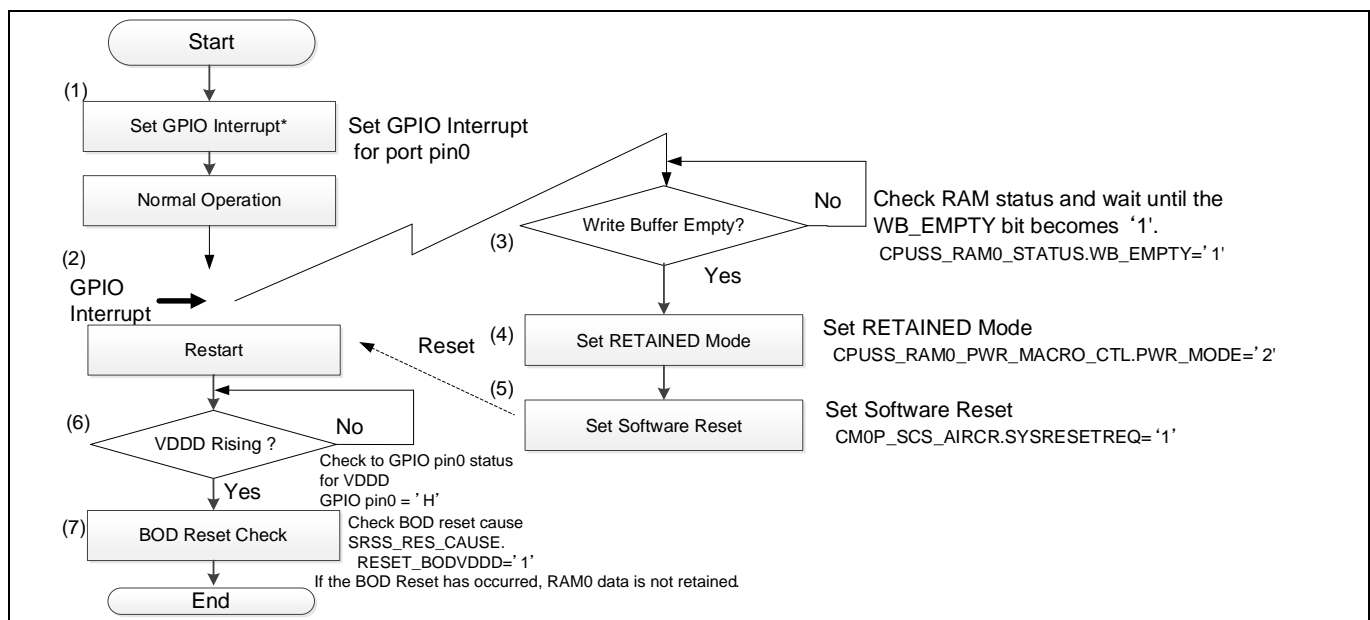 Start
(1)
Set GPIO Interrupt*
Set GPIO Interrupt
for port pin0
Normal Operation
(2)
GPIO
Interrupt
Restart
(6)
VDDD Rising ?
No
Check to GPIO pin0 status
for VDDD
GPIO pin0 = 'H'
Yes
(7)
BOD Reset Check
Check BOD reset cause
SRSS_RES_CAUSE.
RESET_BODVDDD='1'
If the BOD Reset has occurred, RAM0 data is not retained.
End
(3)
Write Buffer Empty?
No
Check RAM status and wait until the
WB_EMPTY bit becomes '1'.
CPUSS_RAM0_STATUS.WB_EMPTY='1'
Yes
(4)
Set RETAINED Mode
Set RETAINED Mode
CPUSS_RAM0_PWR_MACRO_CTL.PWR_MODE='2'
Reset
(5)
Set Software Reset
Set Software Reset
CM0P_SCS_AIRCR.SYSRESETREQ='1'